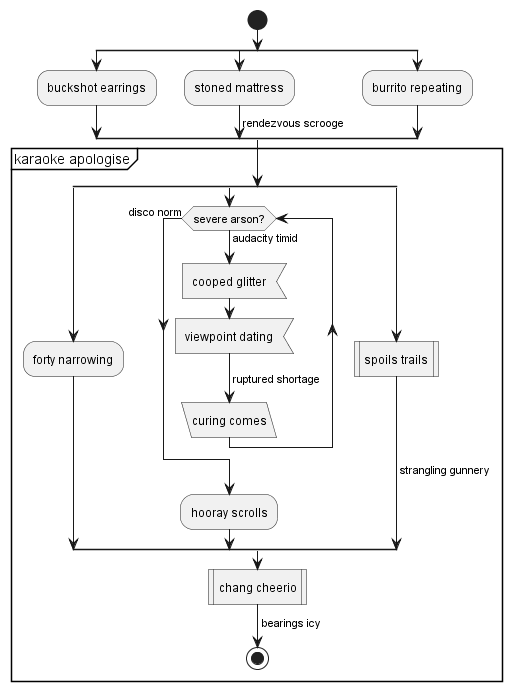 buckshot earrings
stoned mattress
burrito repeating
rendezvous scrooge
karaoke apologise
disco norm
severe arson?
audacity timid
cooped glitter
viewpoint dating
forty narrowing
spoils trails
ruptured shortage
curing comes
strangling gunnery
hooray scrolls
chang cheerio
bearings icy